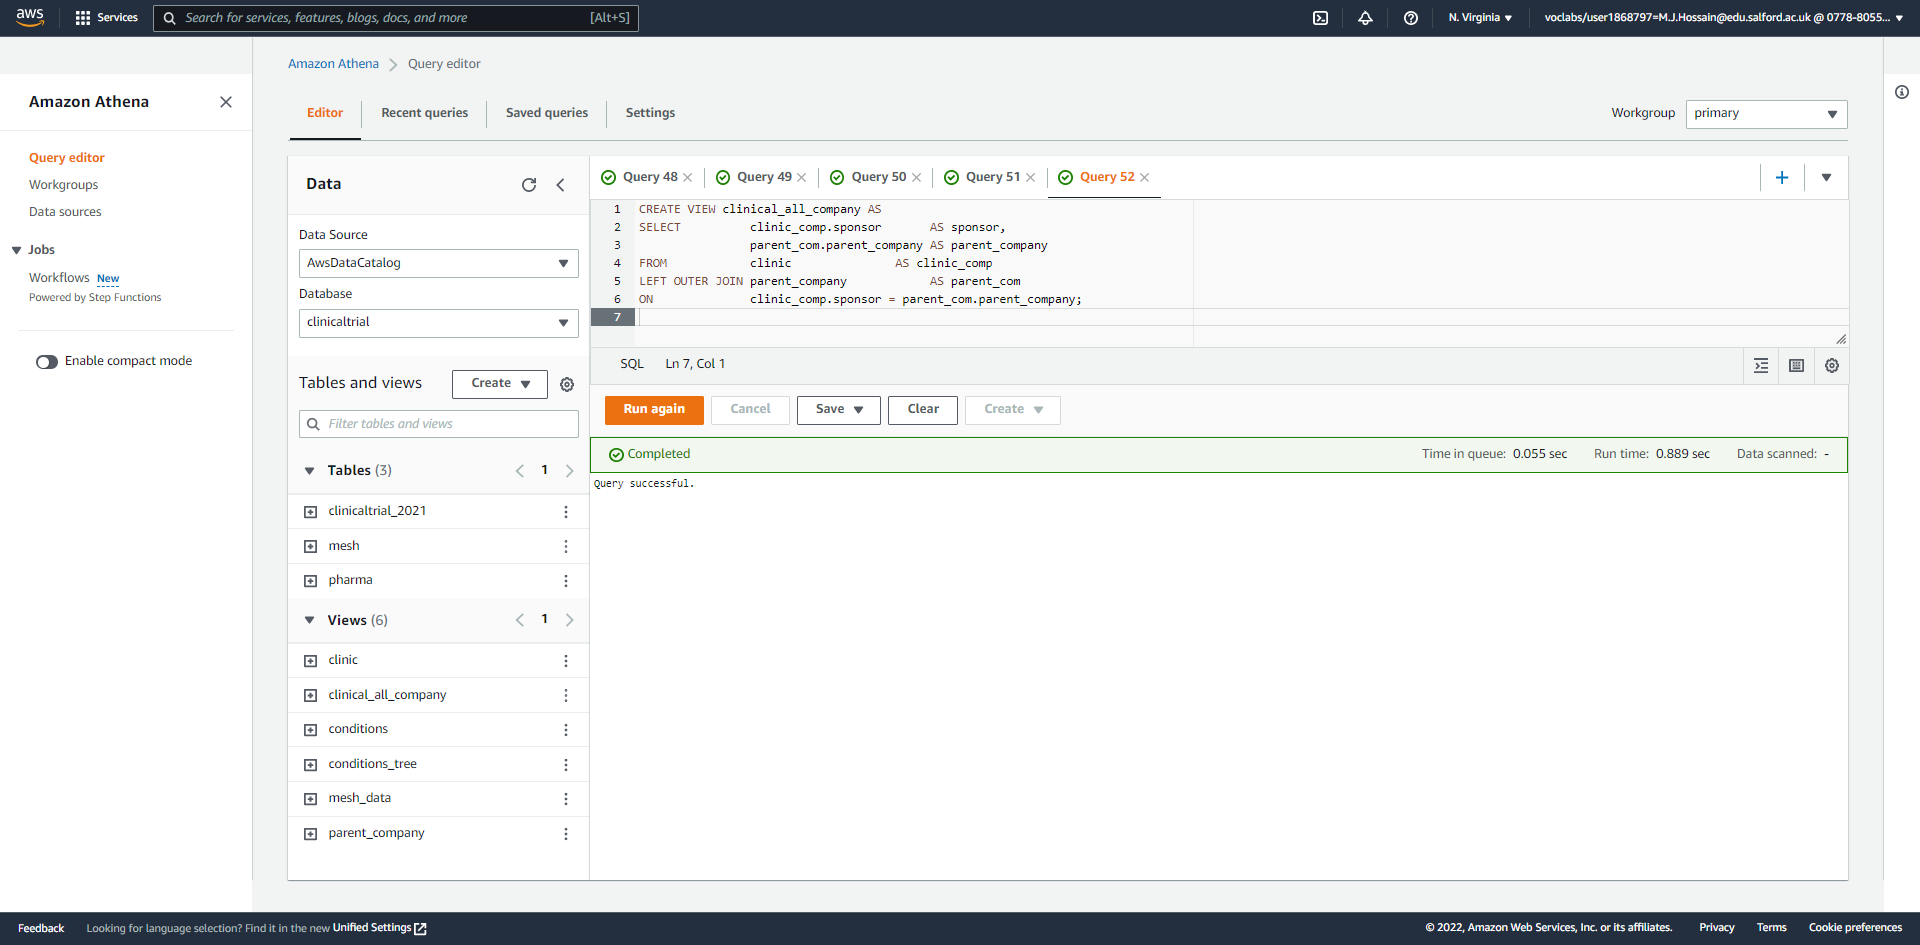 aws
Services
Search for services, features, blogs, docs, and more [Alt+S]
N. Virginia
voclabs/user1868797=M.J.Hossain@edu.salford.ac.uk @ 0778-8055...
Amazon Athena
Query editor
Workgroups
Data sources
Jobs
Workflows New
Powered by Step Functions
Enable compact mode
Amazon Athena > Query editor
Editor
Recent queries
Saved queries
Settings
Workgroup primary
Data
Data Source
AwsDataCatalog
Database
clinicaltrial
Tables and views
Create
Filter tables and views
Tables (3) < 1 >
clinicaltrial_2021
mesh
pharma
Views (6) < 1 >
clinic
clinical_all_company
conditions
conditions_tree
mesh_data
parent_company
Query 48
Query 49
Query 50
Query 51
Query 52
1 CREATE VIEW clinical_all_company AS
2 SELECT clinic_comp.sponsor AS sponsor,
3 parent_com.parent_company AS parent_company
4 FROM clinic AS clinic_comp
5 LEFT OUTER JOIN parent_company AS parent_com
6 ON clinic_comp.sponsor = parent_com.parent_company;
7
SQL Ln 7, Col 1
Run again
Cancel
Save
Clear
Create
Completed
Time in queue: 0.055 sec Run time: 0.889 sec Data scanned: -
Query successful.
Feedback
Looking for language selection? Find it in the new Unified Settings
© 2022, Amazon Web Services, Inc. or its affiliates.
Privacy
Terms
Cookie preferences